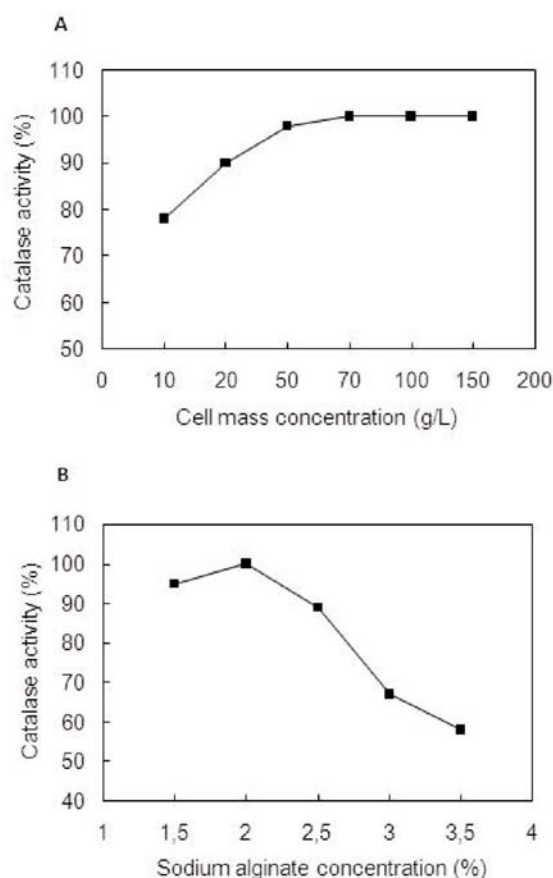 A
110
100
90
80
70
60
50
0 10 20 50 70 100 150 200
Catalase activity (%)
Cell mass concentration (g/L)
B
110
100
90
80
70
60
50
40
1 1,5 2 2,5 3 3,5 4
Catalase activity (%)
Sodium alginate concentration (%)